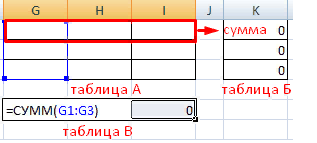 G H I J K
сумма 0
0
0
таблица А таблица Б
=СУММ(G1:G3) 0
таблица В